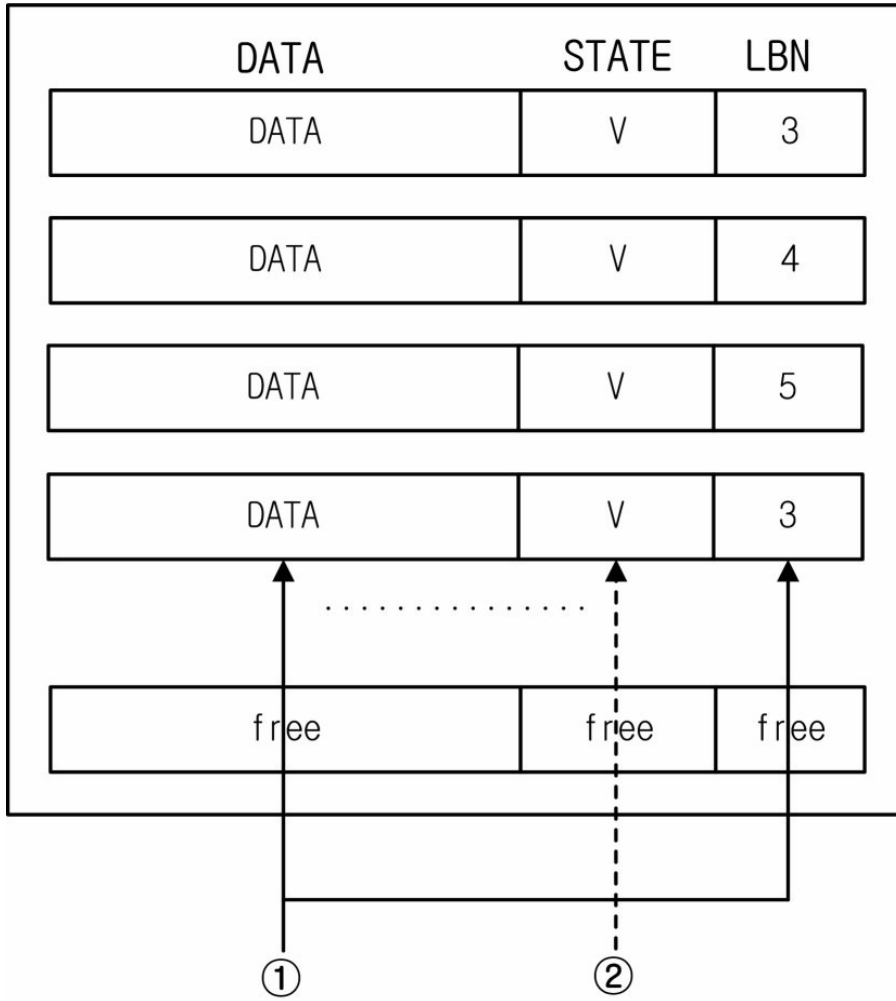 DATA STATE LBN
DATA V 3
DATA V 4
DATA V 5
DATA V 3
...............
free free free
① ②